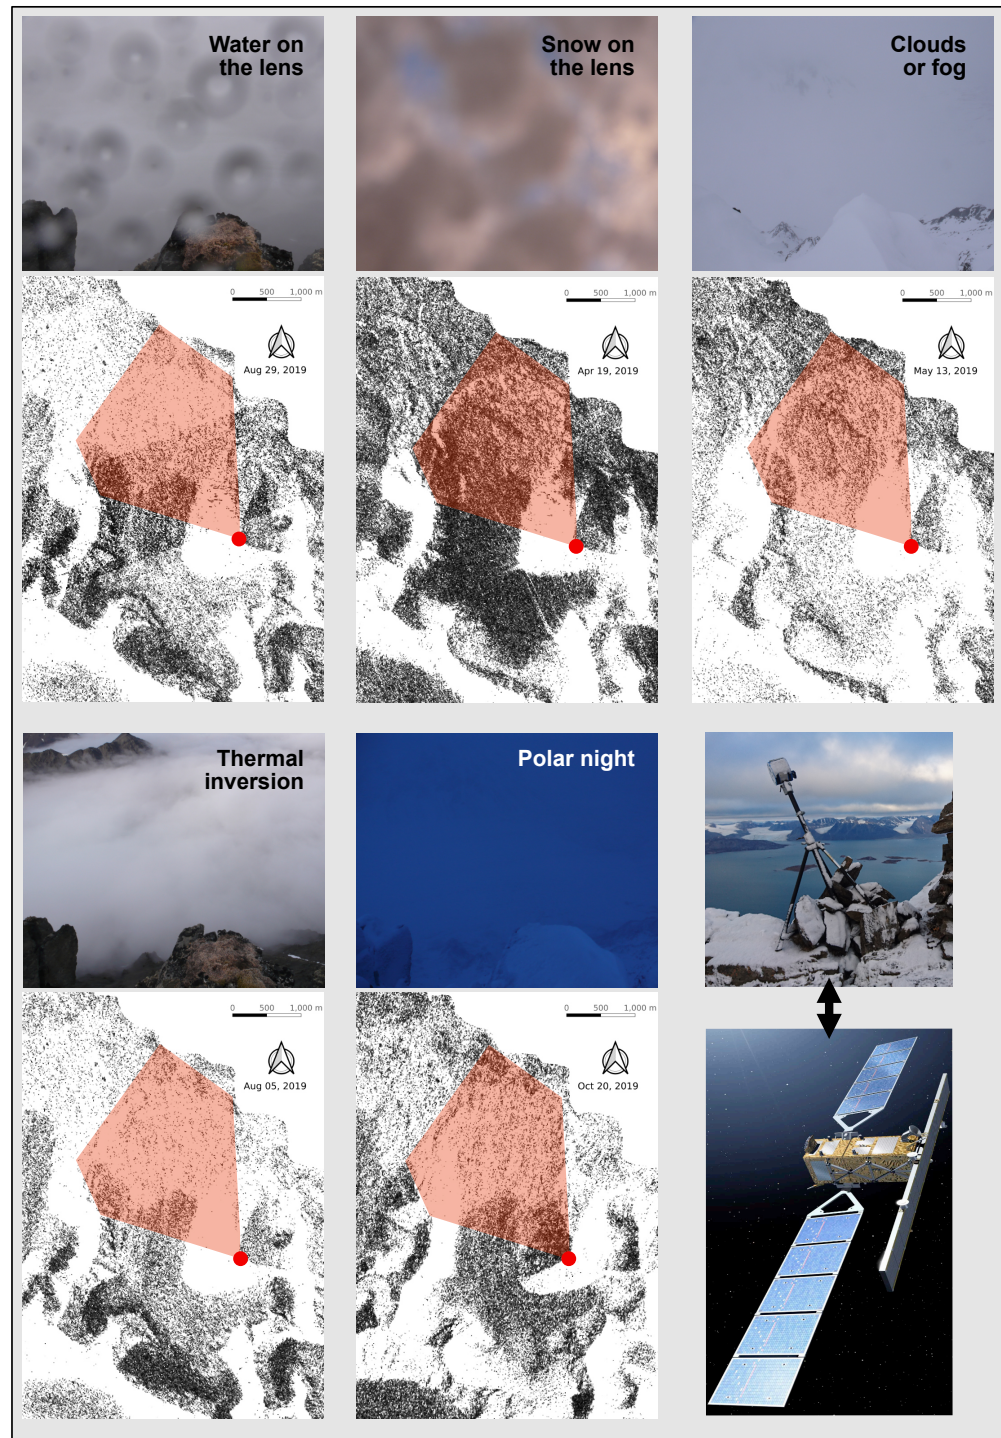 Water on
the lens
Snow on
the lens
Clouds
or fog
0 500 1,000 m
Aug 29, 2019
0 500 1,000 m
Apr 19, 2019
0 500 1,000 m
May 13, 2019
Thermal
inversion
Polar night
0 500 1,000 m
Aug 05, 2019
0 500 1,000 m
Oct 20, 2019